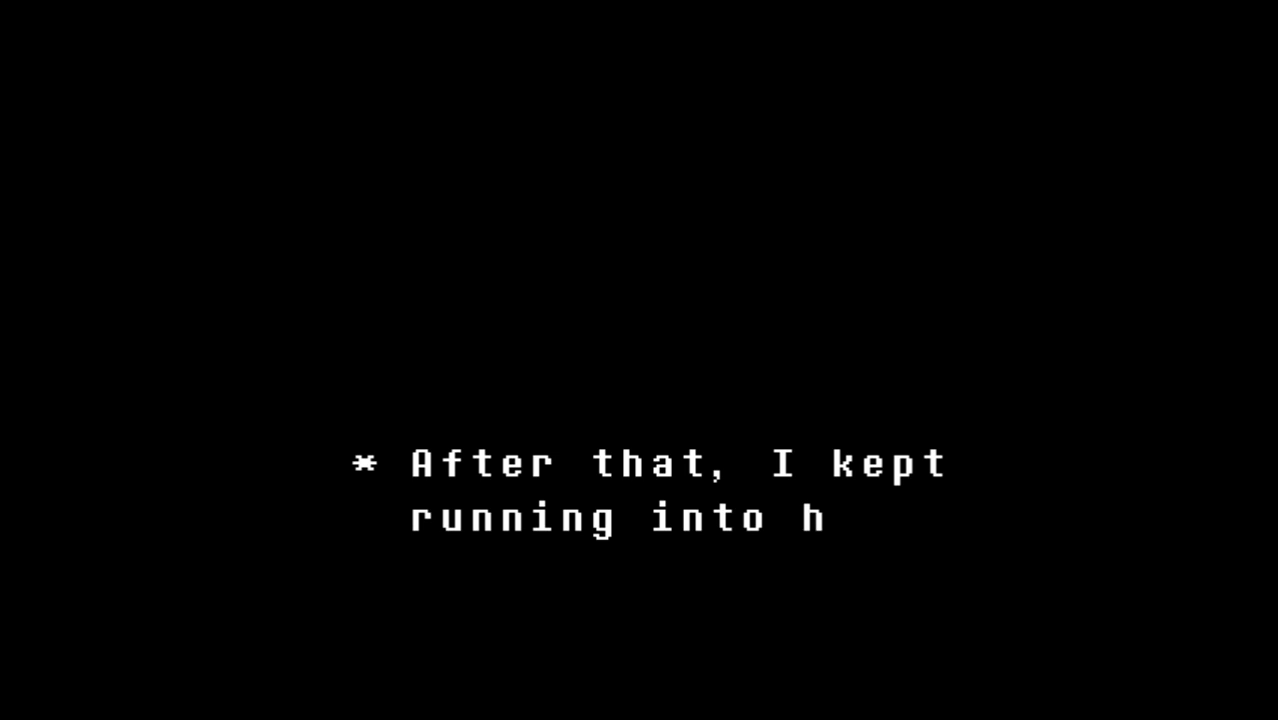 * After that, I kept
running into h